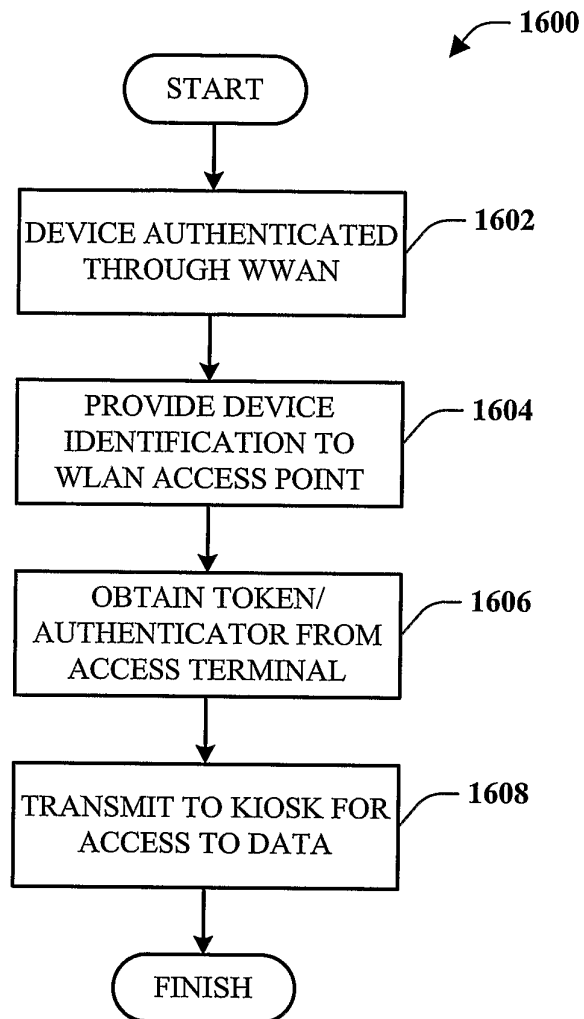 1600
START
DEVICE AUTHENTICATED
THROUGH WWAN
1602
PROVIDE DEVICE
IDENTIFICATION TO
WLAN ACCESS POINT
1604
OBTAIN TOKEN/
AUTHENTICATOR FROM
ACCESS TERMINAL
1606
TRANSMIT TO KIOSK FOR
ACCESS TO DATA
1608
FINISH